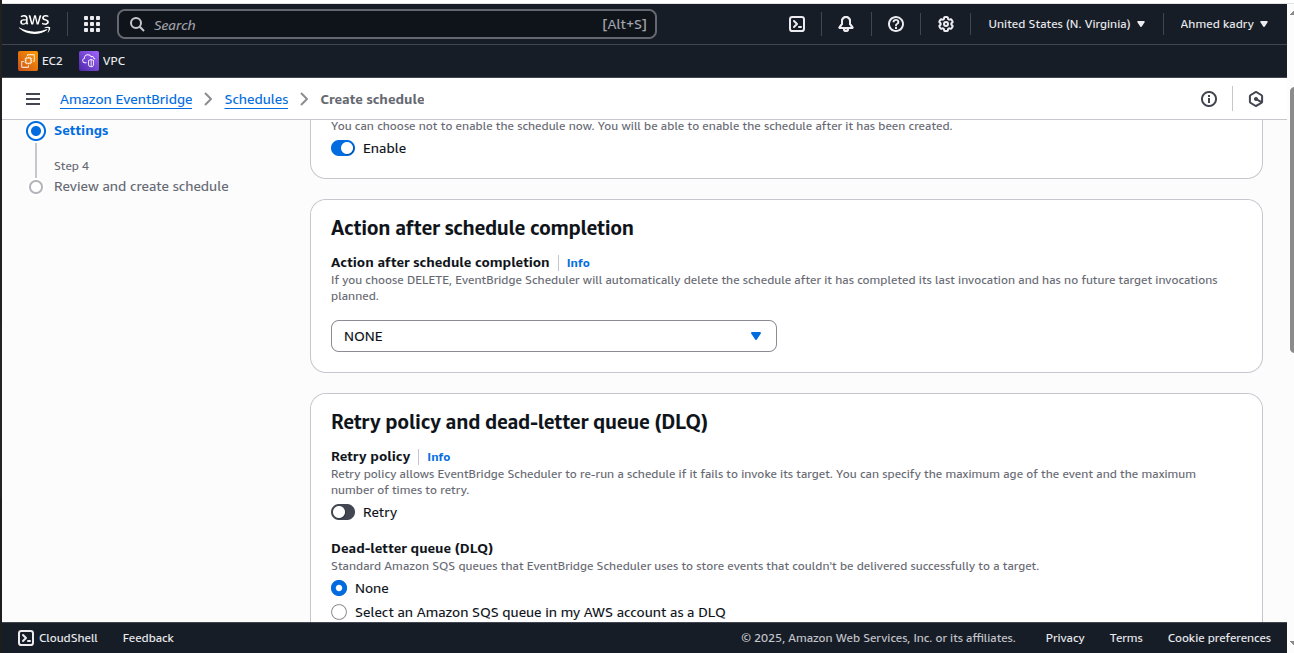 aws
Search [Alt+S]
United States (N. Virginia)
Ahmed kadry
EC2 VPC
Amazon EventBridge Schedules Create schedule
Settings
Step 4
Review and create schedule
You can choose not to enable the schedule now. You will be able to enable the schedule after it has been created.
Enable
Action after schedule completion
Action after schedule completion Info
If you choose DELETE, EventBridge Scheduler will automatically delete the schedule after it has completed its last invocation and has no future target invocations
planned.
NONE
Retry policy and dead-letter queue (DLQ)
Retry policy Info
Retry policy allows EventBridge Scheduler to re-run a schedule if it fails to invoke its target. You can specify the maximum age of the event and the maximum
number of times to retry.
Retry
Dead-letter queue (DLQ)
Standard Amazon SQS queues that EventBridge Scheduler uses to store events that couldn't be delivered successfully to a target.
None
Select an Amazon SQS queue in my AWS account as a DLQ
CloudShell Feedback © 2025, Amazon Web Services, Inc. or its affiliates. Privacy Terms Cookie preferences